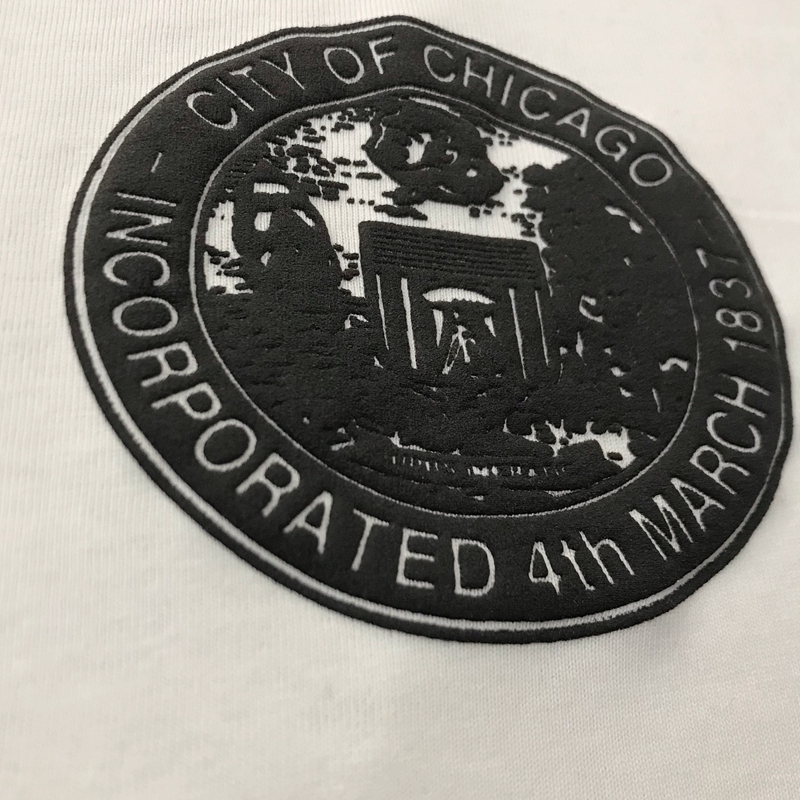 CITY OF CHICAGO
- INCORPORATED 4th MARCH 1837 -